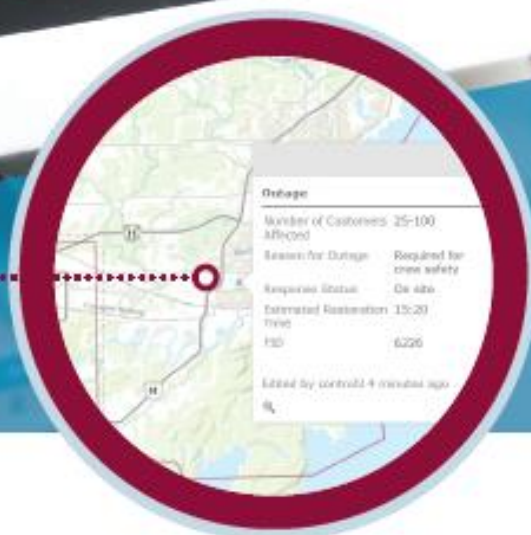 Outage
Number of Customers 25-100
Affected
Reason for Outage Required for
crew safety
Response Status On site
Estimated Restoration 15:20
Time
FID 6226
Edited by control3 4 minutes ago
H
H